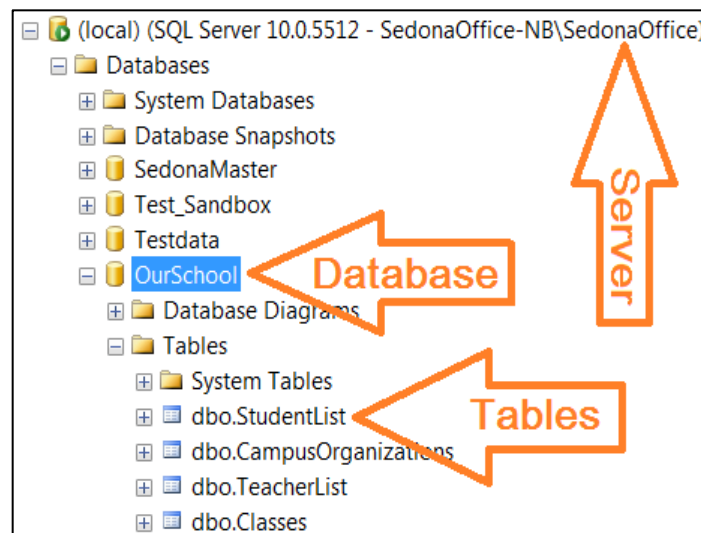 (local) (SQL Server 10.0.5512 - SedonaOffice-NB\SedonaOffice)
Databases
System Databases
Database Snapshots
SedonaMaster
Test_Sandbox
Testdata
OurSchool
Database Diagrams
Tables
System Tables
dbo.StudentList
dbo.CampusOrganizations
dbo.TeacherList
dbo.Classes
Server
Database
Tables